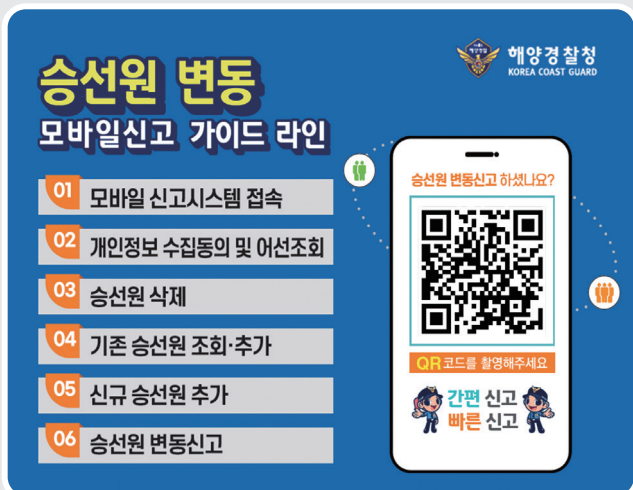 해양경찰청
KOREA COAST GUARD
승선원 변동
모바일신고 가이드 라인
01 모바일 신고시스템 접속
02 개인정보 수집동의 및 어선조회
03 승선원 삭제
04 기존 승선원 조회·추가
05 신규 승선원 추가
06 승선원 변동신고
승선원 변동신고 하셨나요?
QR코드를 촬영해주세요
간편 신고
빠른 신고